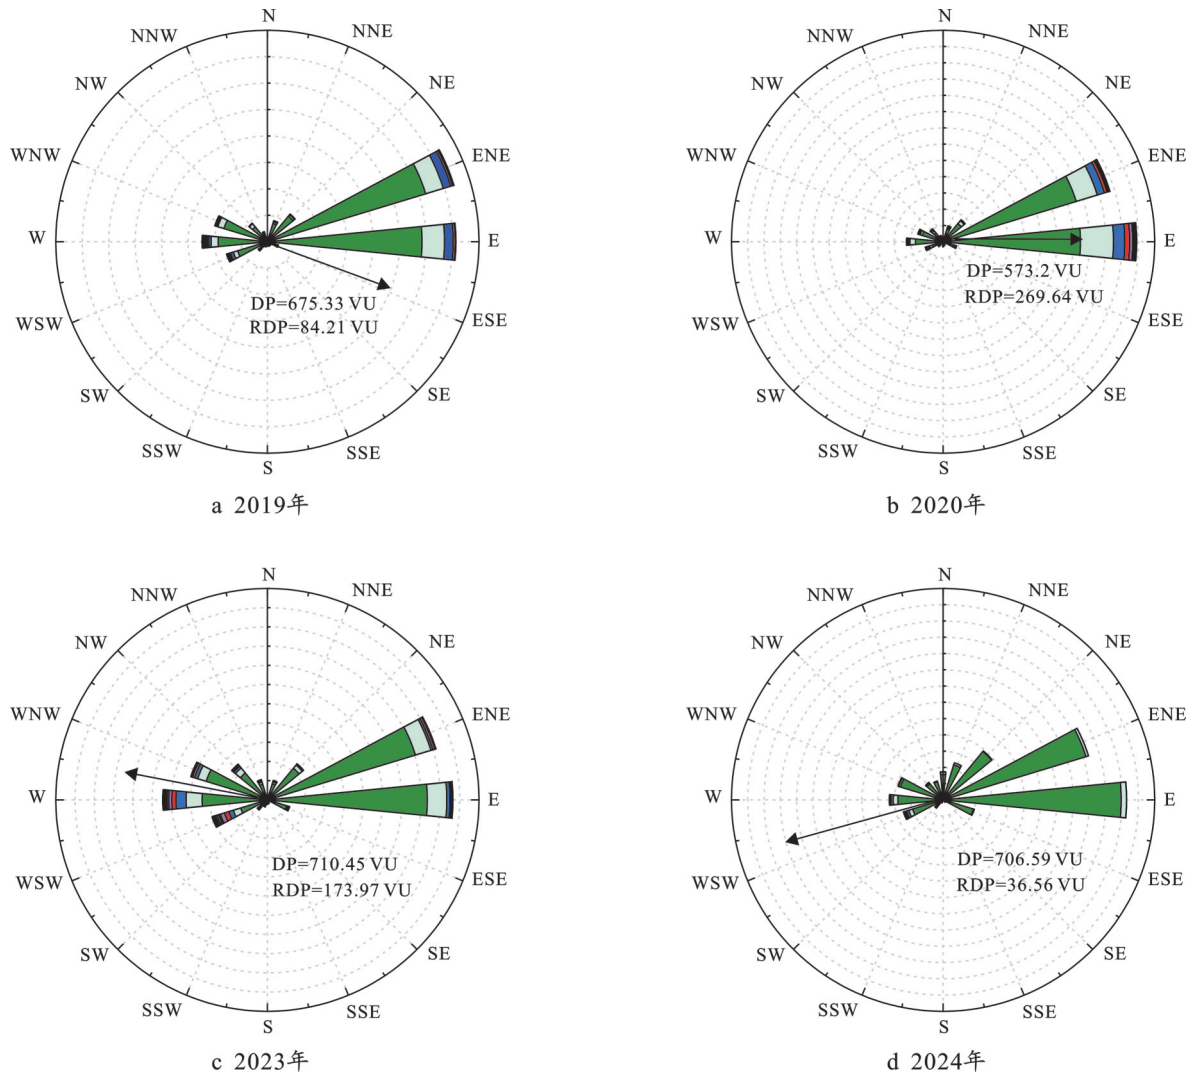 N
NNE
NE
ENE
E
ESE
SE
SSE
S
SSW
SW
WSW
W
WNW
NW
NNW
DP=675.33 VU
RDP=84.21 VU
a 2019年
N
NNE
NE
ENE
E
ESE
SE
SSE
S
SSW
SW
WSW
W
WNW
NW
NNW
DP=573.2 VU
RDP=269.64 VU
b 2020年
N
NNE
NE
ENE
E
ESE
SE
SSE
S
SSW
SW
WSW
W
WNW
NW
NNW
DP=710.45 VU
RDP=173.97 VU
c 2023年
N
NNE
NE
ENE
E
ESE
SE
SSE
S
SSW
SW
WSW
W
WNW
NW
NNW
DP=706.59 VU
RDP=36.56 VU
d 2024年